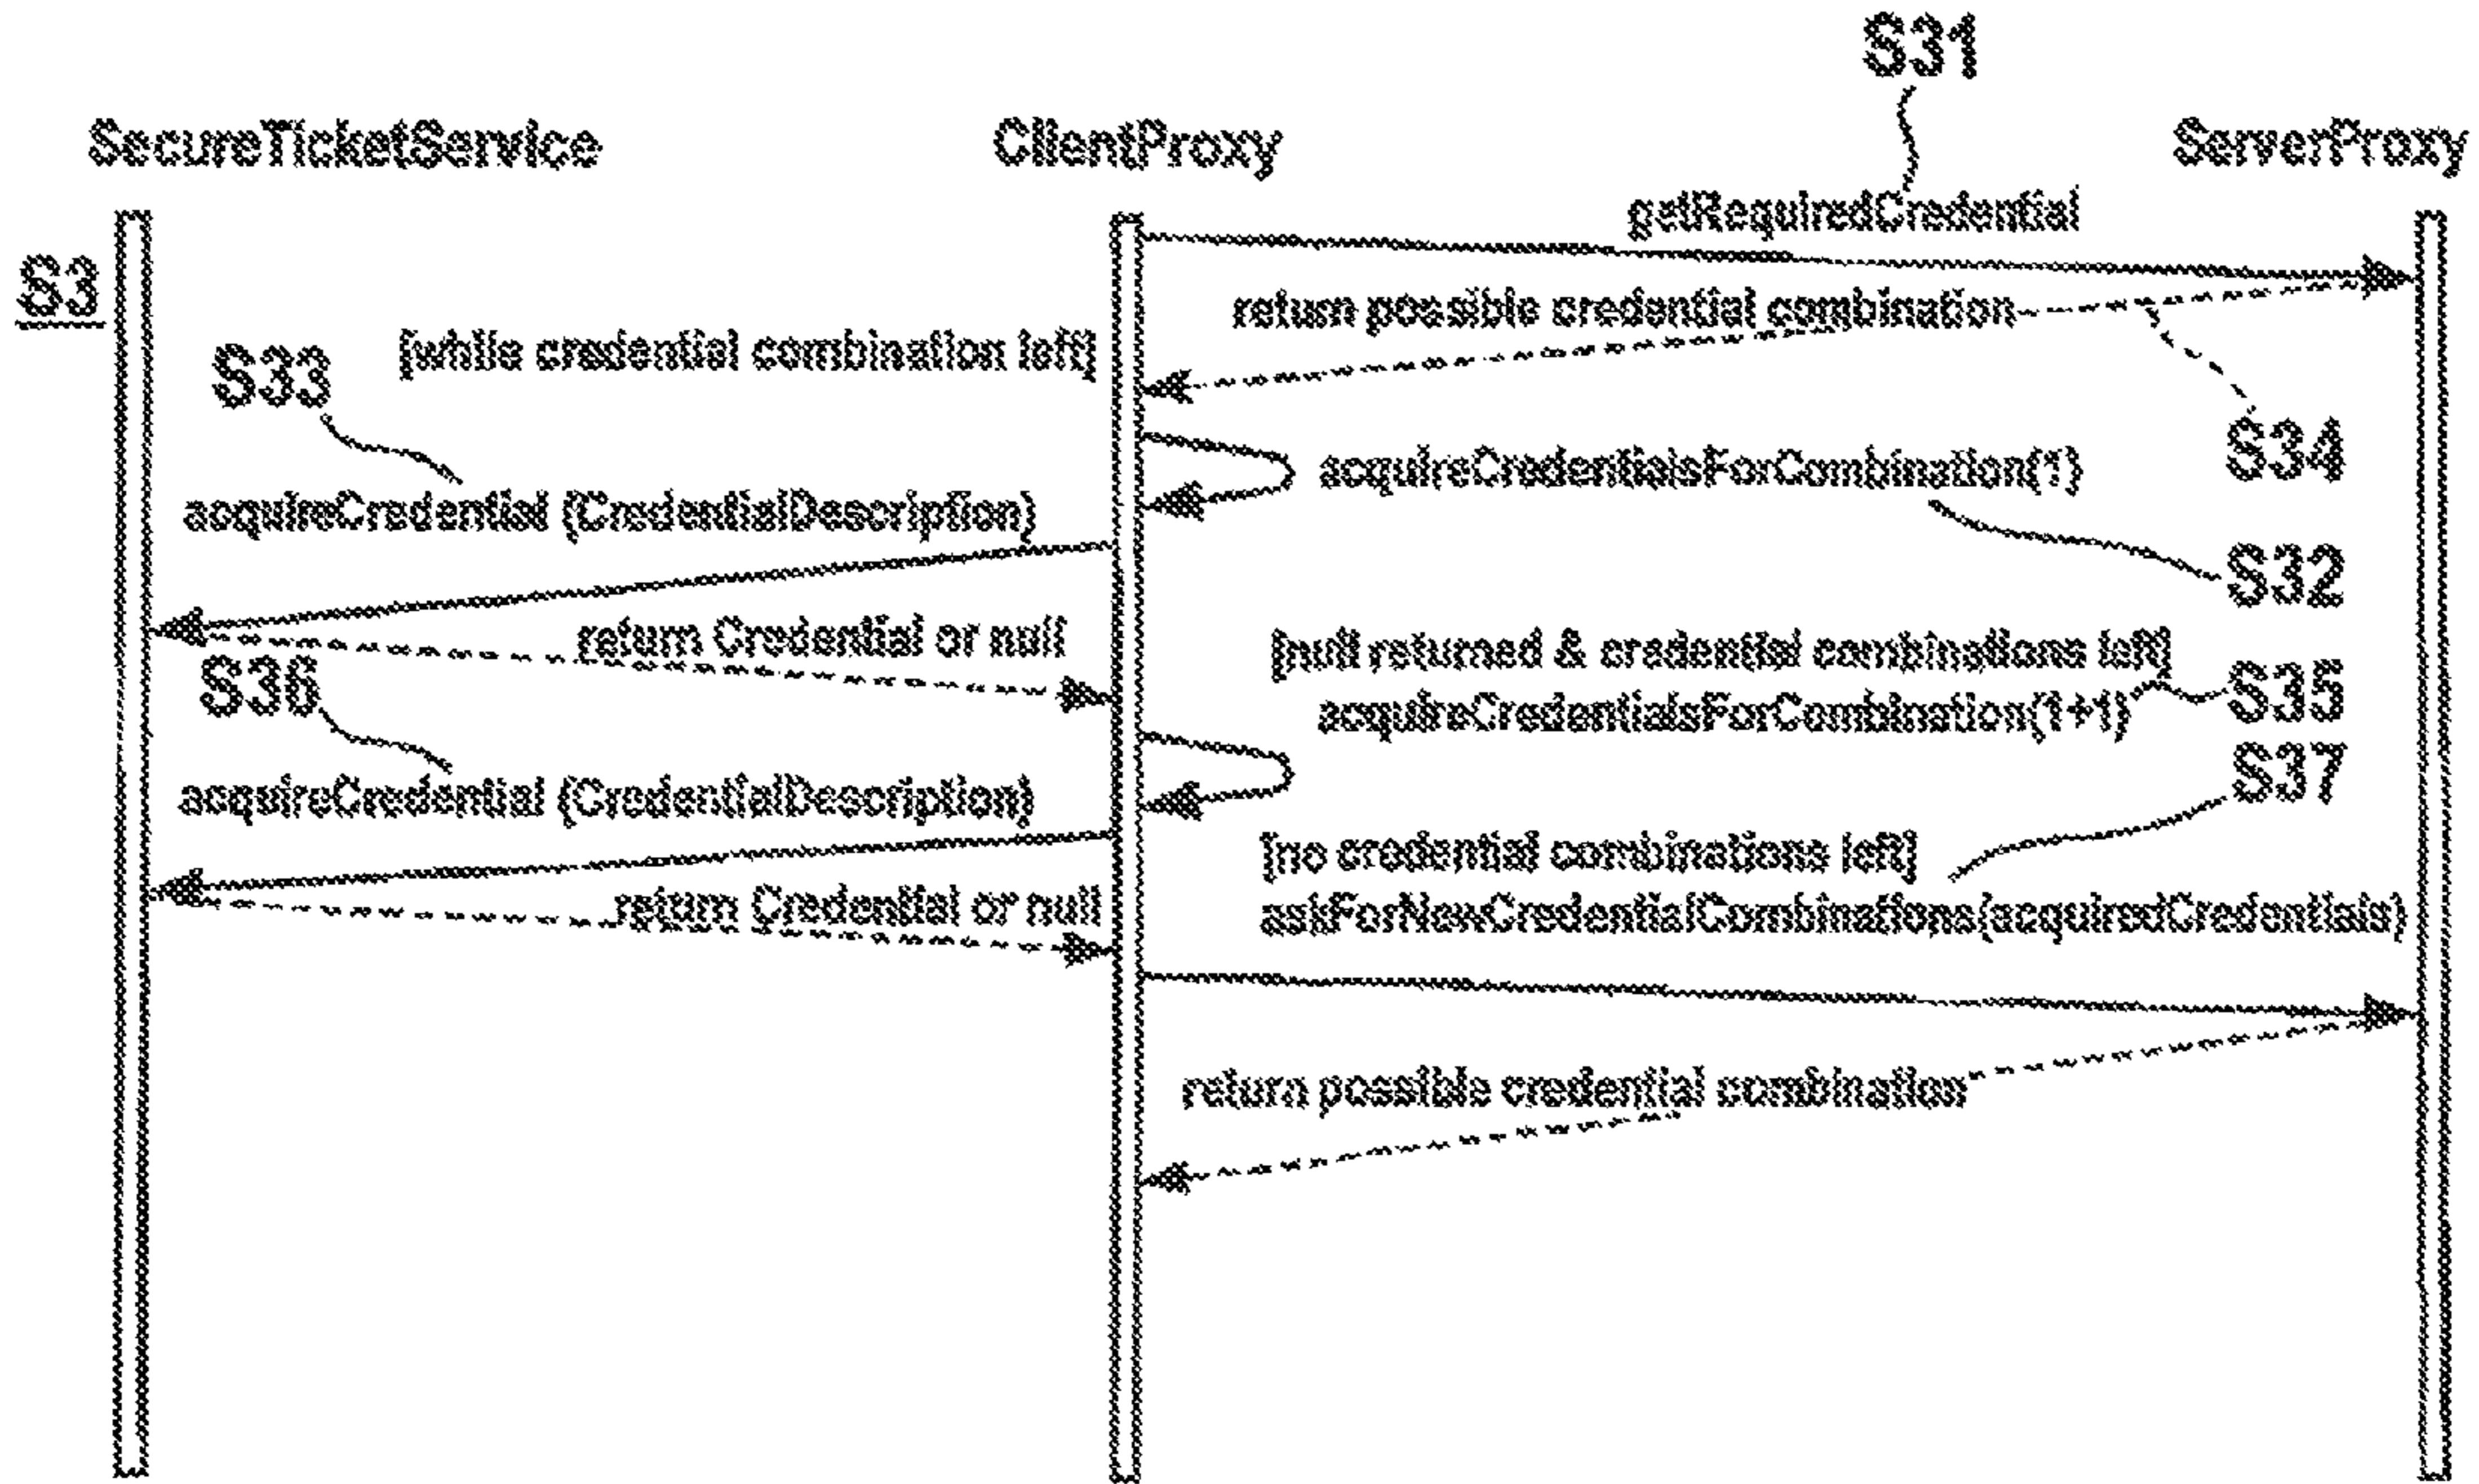 S31
SecureTicketService
ClientProxy
ServerProxy
getRequiredCredential
S3
return possible credential combination
[while credential combination left]
S33
S34
acquireCredentialsForCombination(1)
acquireCredential (CredentialDescription)
S32
return Credential or null
[null returned & credential combinations left]
S36
S35
acquireCredentialsForCombination(1+1)
S37
acquireCredential (CredentialDescription)
[no credential combinations left]
return Credential or null
askForNewCredentialCombinations(acquiredCredentials)
return possible credential combination